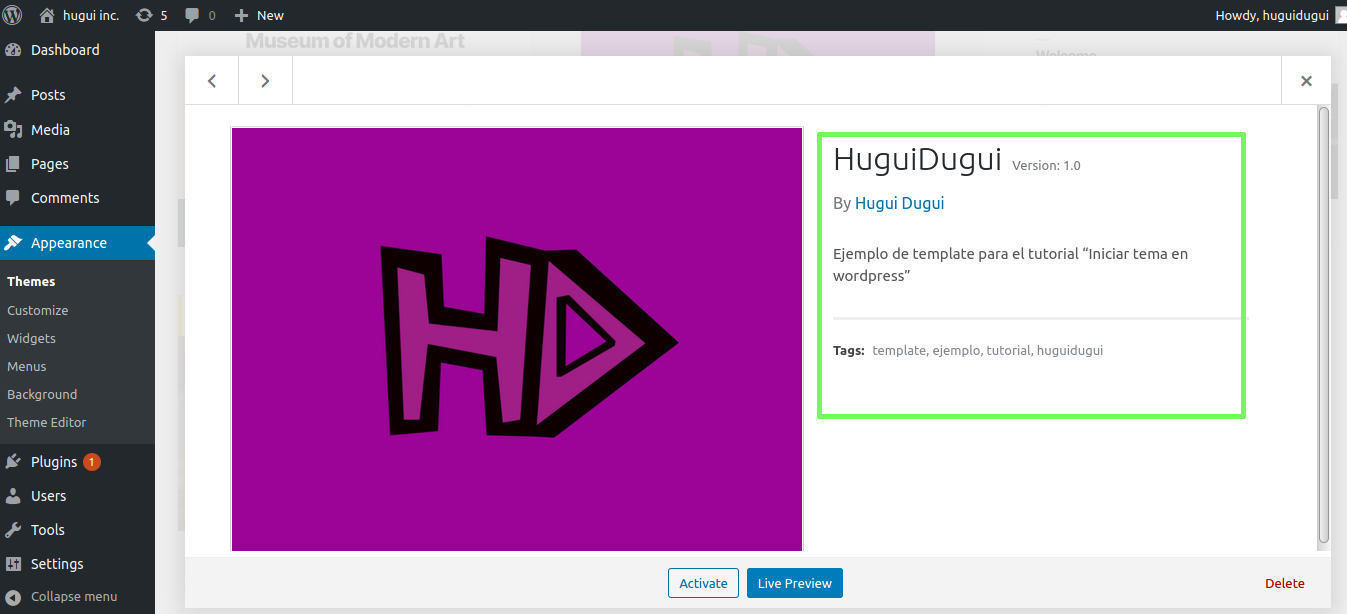 hugui inc. 5 0 New Howdy, huguidugui
Dashboard
Posts
Media
Pages
Comments
Appearance
Themes
Customize
Widgets
Menus
Background
Theme Editor
Plugins 1
Users
Tools
Settings
Collapse menu
Museum of Modern Art
Welcome
HD
HuguiDugui Version: 1.0
By Hugui Dugui
Ejemplo de template para el tutorial “Iniciar tema en
wordpress”
Tags: template, ejemplo, tutorial, huguidugui
Activate Live Preview Delete